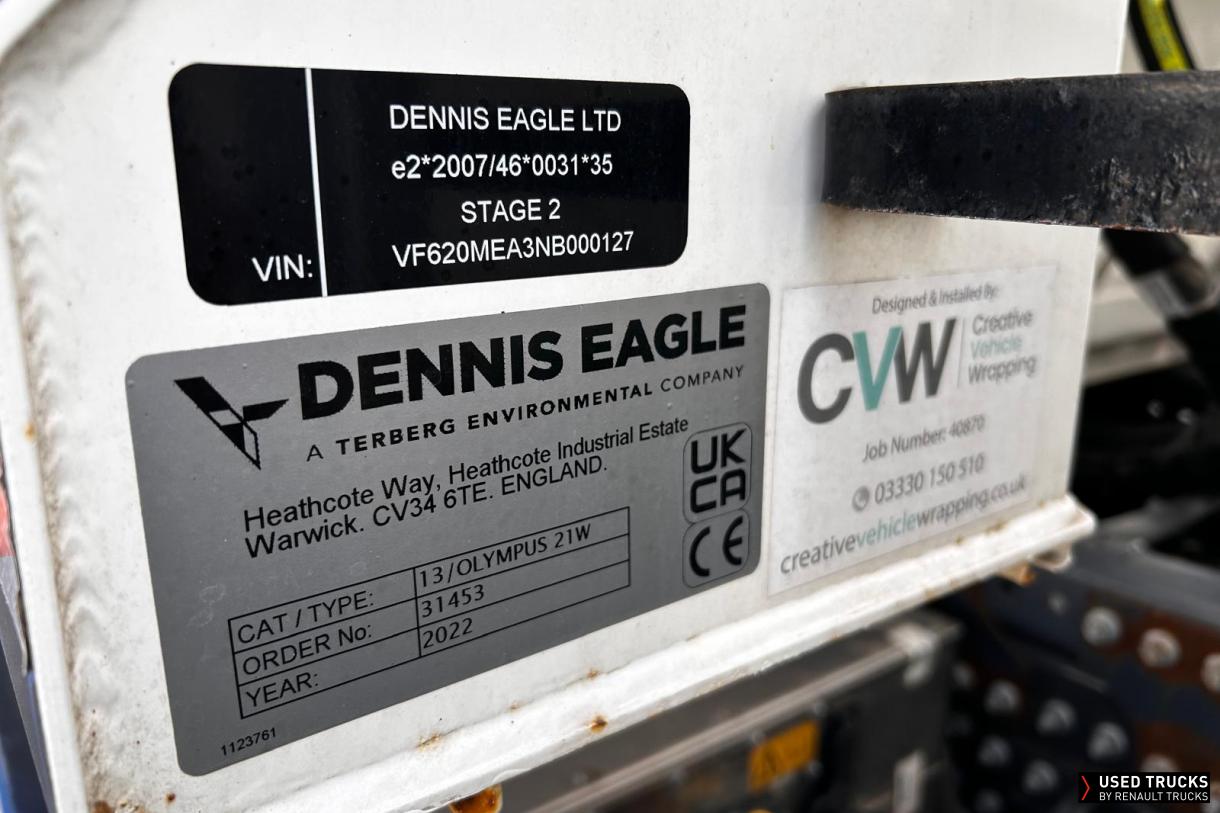 DENNIS EAGLE LTD
e2*2007/46*0031*35
STAGE 2
VIN: VF620MEA3NB000127
DENNIS EAGLE
A TERBERG ENVIRONMENTAL COMPANY
Heathcote Way, Heathcote Industrial Estate
Warwick. CV34 6TE. ENGLAND.
UK
CA
CE
CAT / TYPE: 13/OLYMPUS 21W
ORDER No: 31453
YEAR: 2022
1123761
Designed & Installed By:
CVW
Creative
Vehicle
Wrapping
Job Number: 40870
03330 150 510
creativevehiclewrapping.co.uk
USED TRUCKS
BY RENAULT TRUCKS